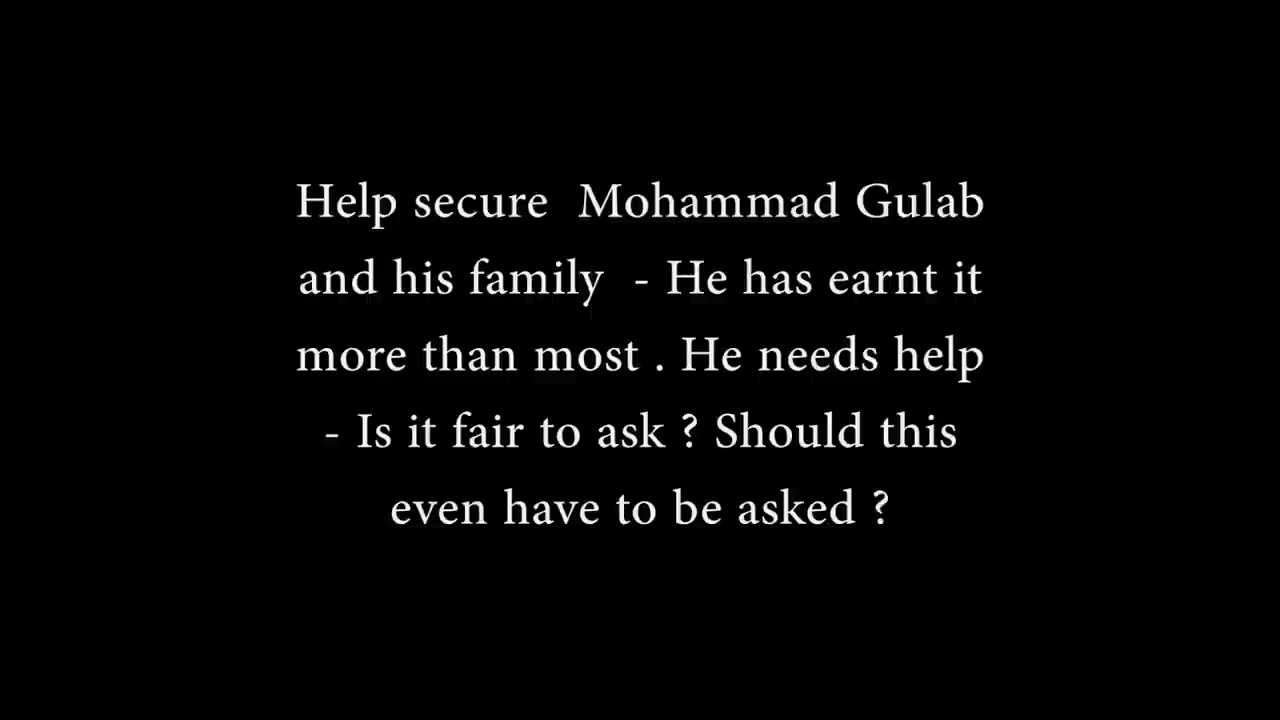 Help secure  Mohammad Gulab
and his family  - He has earnt it
more than most . He needs help
- Is it fair to ask ? Should this
even have to be asked ?